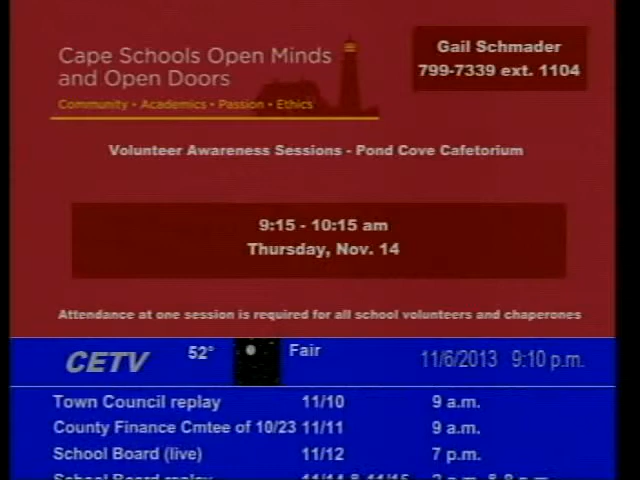 Cape Schools Open Minds
and Open Doors
Community • Academics • Passion • Ethics
Gail Schmader
799-7339 ext. 1104
Volunteer Awareness Sessions - Pond Cove Cafetorium
9:15 - 10:15 am
Thursday, Nov. 14
Attendance at one session is required for all school volunteers and chaperones
CETV 52° Fair 11/6/2013 9:10 p.m.
Town Council replay 11/10 9 a.m.
County Finance Cmtee of 10/23 11/11 9 a.m.
School Board (live) 11/12 7 p.m.
School Board replay